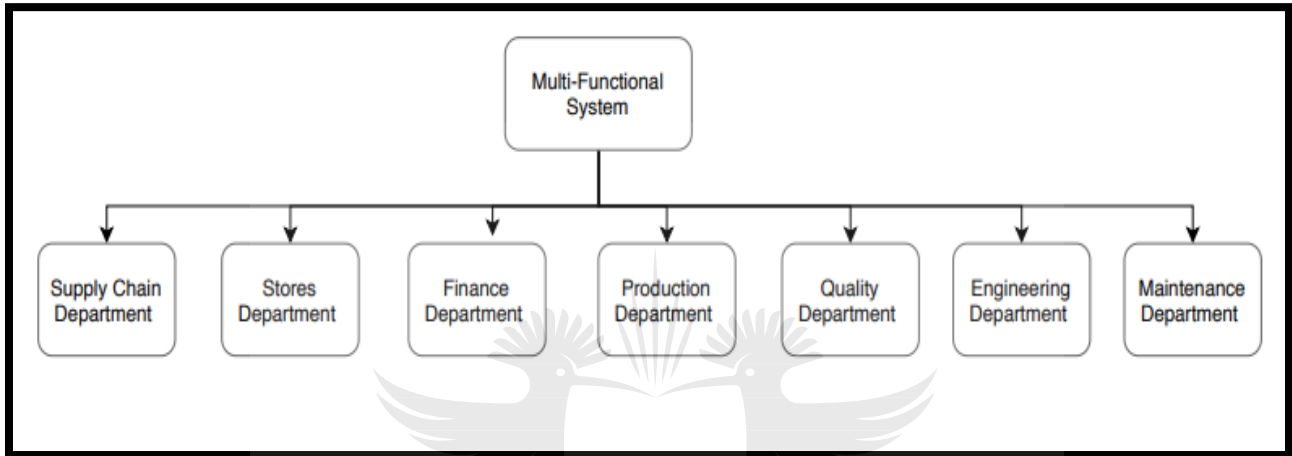 Multi-Functional
System
Supply Chain
Department
Stores
Department
Finance
Department
Production
Department
Quality
Department
Engineering
Department
Maintenance
Department